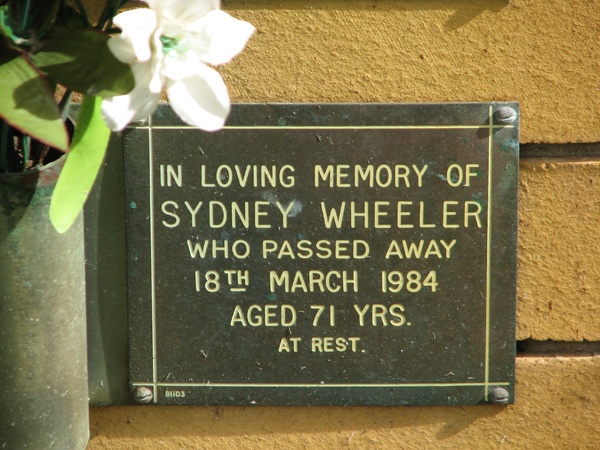 IN LOVING MEMORY OF
SYDNEY WHEELER
WHO PASSED AWAY
18TH MARCH 1984
AGED 71 YRS.
AT REST.
B1103